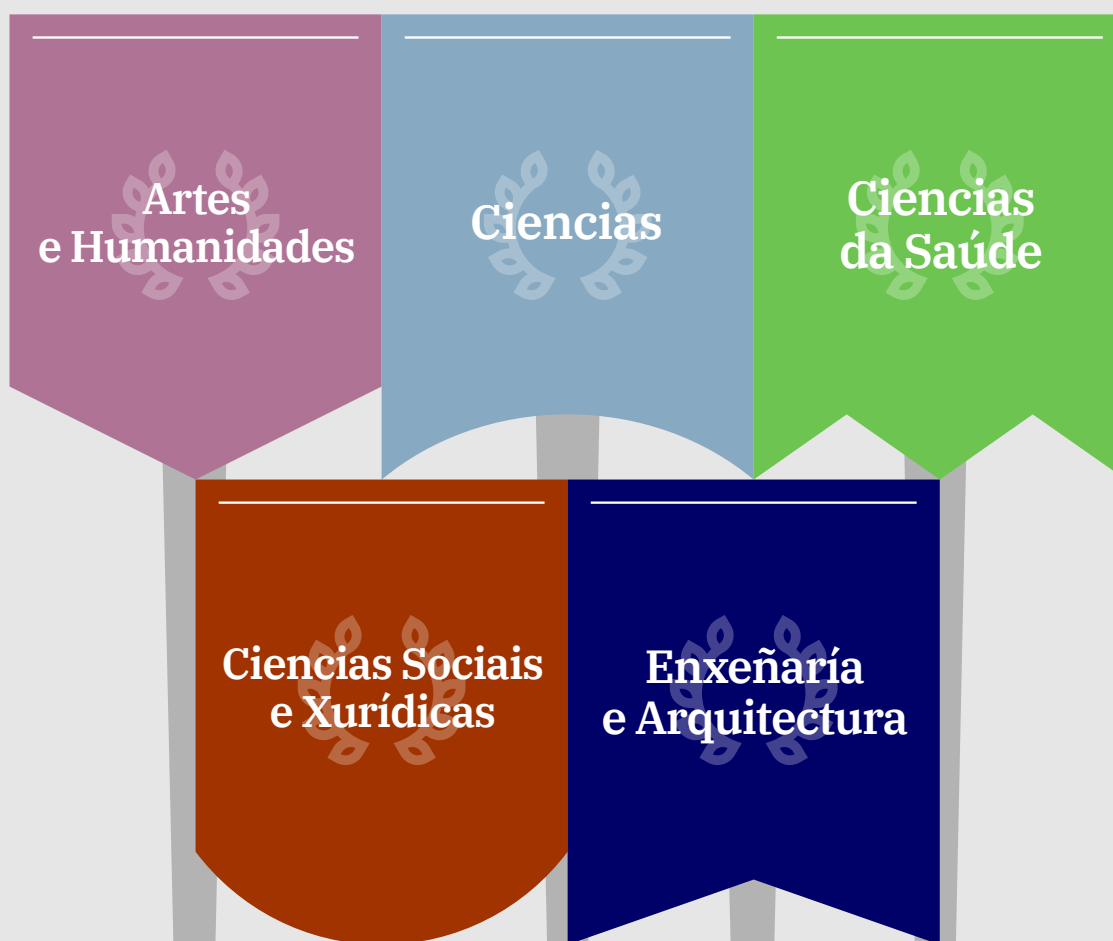 Artes
e Humanidades
Ciencias
Ciencias
da Saúde
Ciencias Sociais
e Xurídicas
Enxeñaría
e Arquitectura